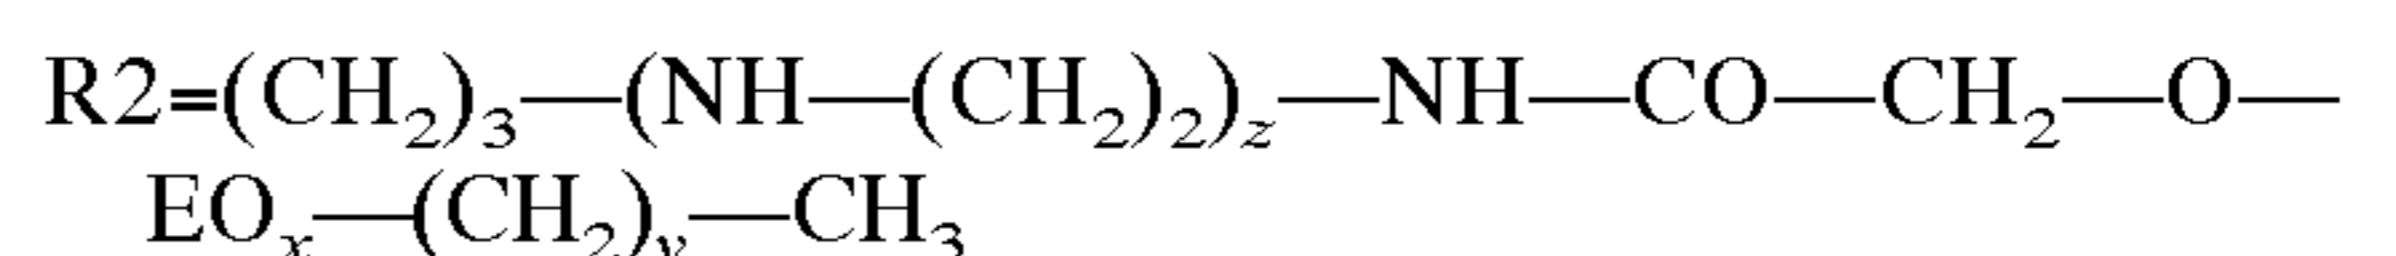 R2=(CH₂)₃—(NH—(CH₂)₂)z—NH—CO—CH₂—O—
EOₓ—(CH₂)y—CH₃